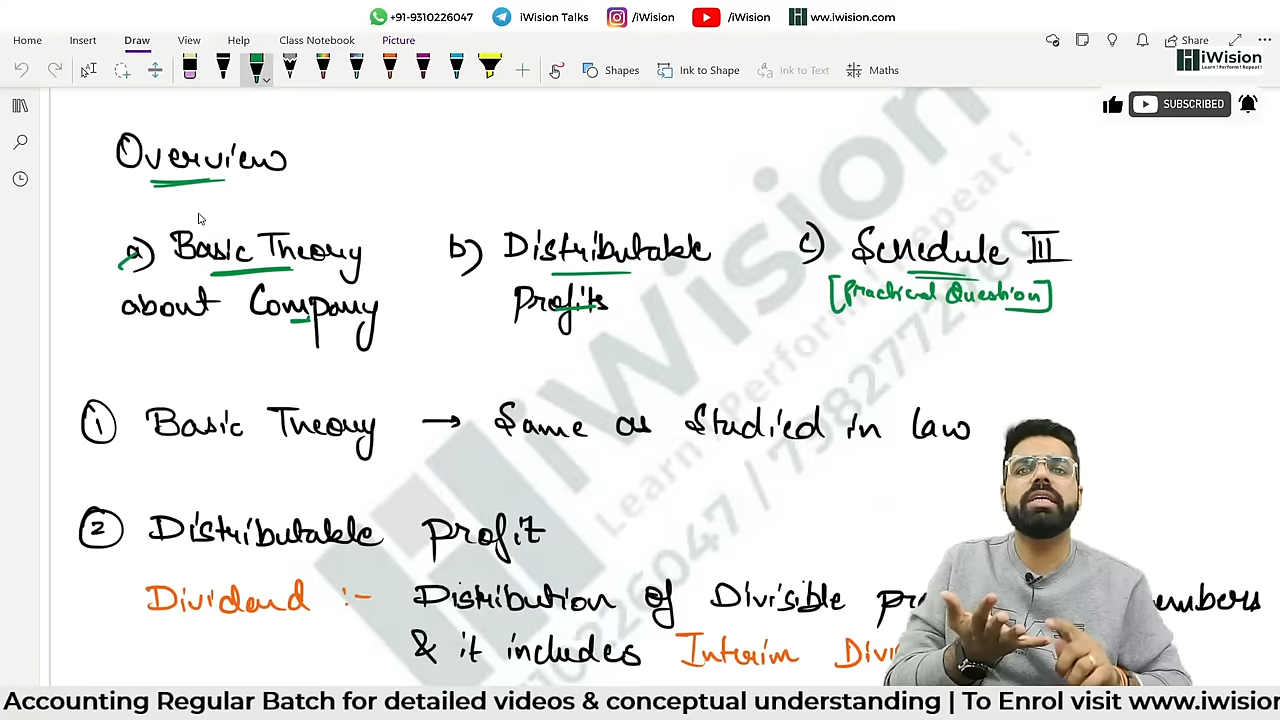 +91-9310226047 iWision Talks /iWision /iWision ww.iwision.com
Home Insert Draw View Help Class Notebook Picture Share
Shapes Ink to Shape Ink to Text Maths
iWision
Learn ! Perform ! Repeat !
SUBSCRIBED
Overview
a) Basic Theory
about Company
b) Distributable
Profits
c) Schedule III
[Practical Question]
① Basic Theory → Same as Studied in law
② Distributable Profit
Dividend :- Distribution of Divisible
& it includes Interim
Accounting Regular Batch for detailed videos & conceptual understanding | To Enrol visit www.iwision